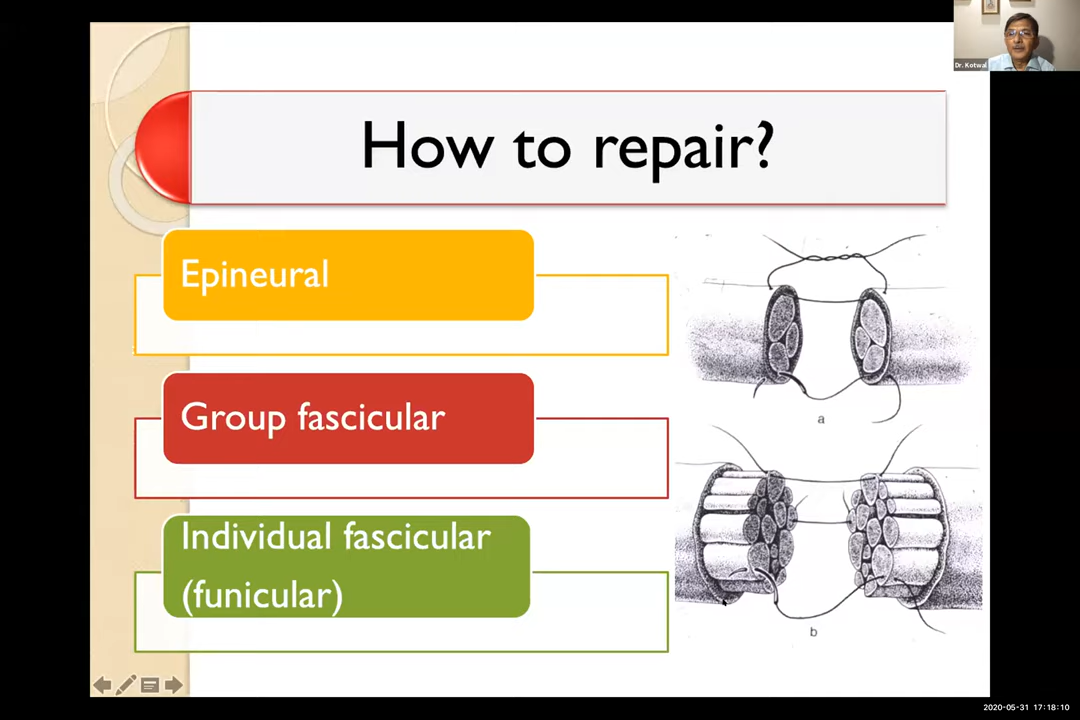 Dr. Kotwal
How to repair?
Epineural
Group fascicular
Individual fascicular
(funicular)
a
b
2020-05-31 17:18:10